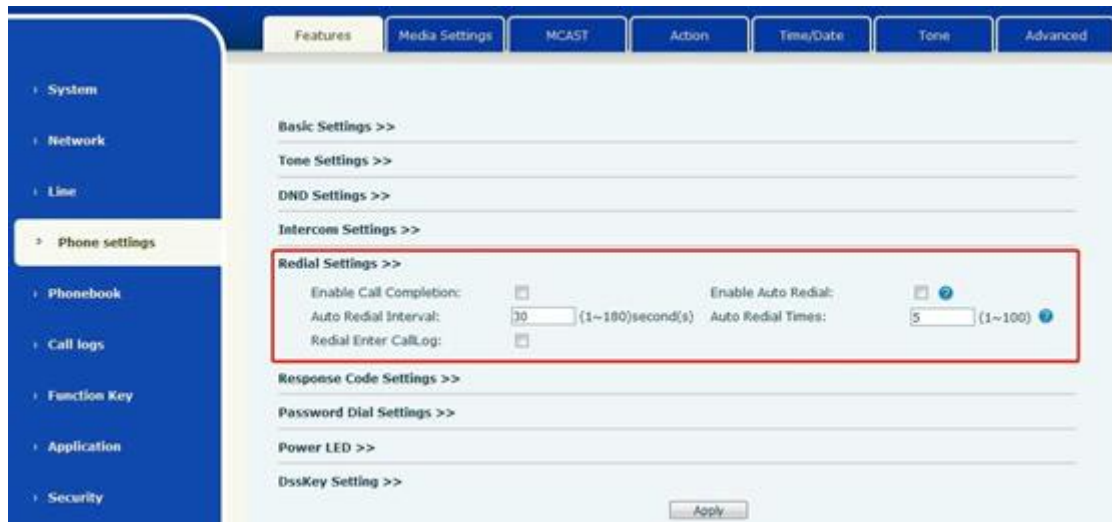 Features Media Settings MCAST Action Time/Date Tone Advanced
System
Network
Line
Phone settings
Phonebook
Call logs
Function Key
Application
Security
Basic Settings >>
Tone Settings >>
DND Settings >>
Intercom Settings >>
Redial Settings >>
Enable Call Completion: Enable Auto Redial:
Auto Redial Interval: 30 (1~180)second(s) Auto Redial Times: 5 (1~100)
Redial Enter CallLog:
Response Code Settings >>
Password Dial Settings >>
Power LED >>
DssKey Setting >>
Apply